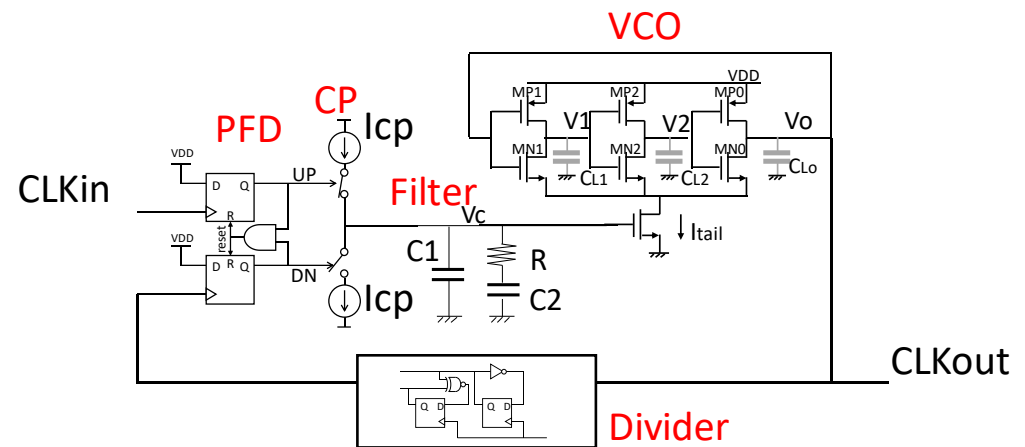 VCO
VDD
MP1
MP2
MP0
CP
Icp
PFD
V1
V2
Vo
MN1
MN2
MN0
CL1
CL2
CLo
VDD
D
Q
UP
CLKin
R
Filter
Vc
reset
Itail
VDD
R
D
Q
DN
C1
R
C2
Icp
CLKout
Q
D
Q
D
Divider